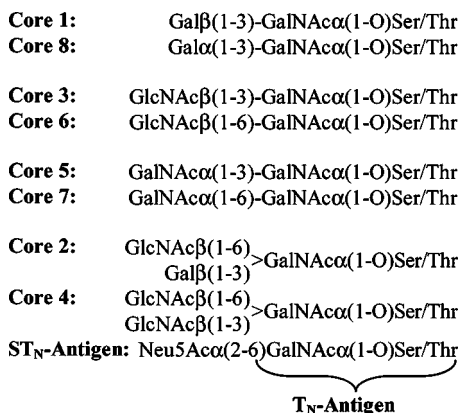 Core 1: Galβ(1-3)-GalNAcα(1-O)Ser/Thr
Core 8: Galα(1-3)-GalNAcα(1-O)Ser/Thr
Core 3: GlcNAcβ(1-3)-GalNAcα(1-O)Ser/Thr
Core 6: GlcNAcβ(1-6)-GalNAcα(1-O)Ser/Thr
Core 5: GalNAcα(1-3)-GalNAcα(1-O)Ser/Thr
Core 7: GalNAcα(1-6)-GalNAcα(1-O)Ser/Thr
Core 2: GlcNAcβ(1-6)
Galβ(1-3) >GalNAcα(1-O)Ser/Thr
Core 4: GlcNAcβ(1-6)
GlcNAcβ(1-3) >GalNAcα(1-O)Ser/Thr
STN-Antigen: Neu5Acα(2-6)GalNAcα(1-O)Ser/Thr
TN-Antigen